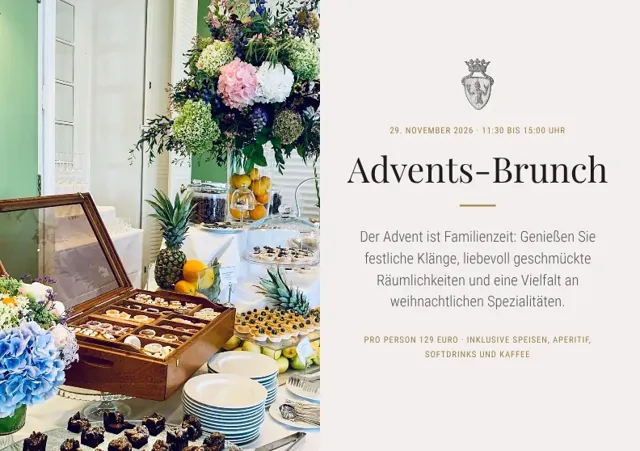 29. NOVEMBER 2026 · 11:30 BIS 15:00 UHR
Advents-Brunch
Der Advent ist Familienzeit: Genießen Sie
festliche Klänge, liebevoll geschmückte
Räumlichkeiten und eine Vielfalt an
weihnachtlichen Spezialitäten.
PRO PERSON 129 EURO · INKLUSIVE SPEISEN, APERITIF,
SOFTDRINKS UND KAFFEE